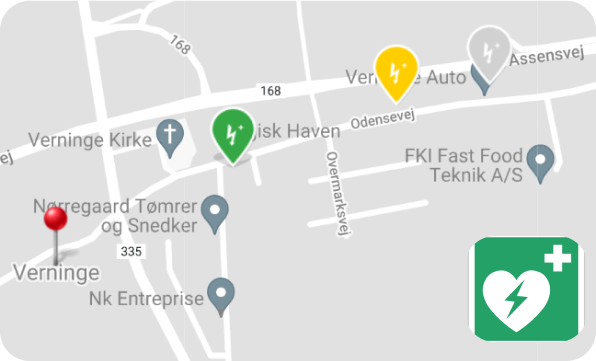 168
Assensvej
Auto
168
Odensevej
Verninge Kirke
isk Haven
ej
FKI Fast Food
Teknik A/S
Overmarksvej
Nørregaard Tømrer
og Snedker
335
Verninge
Nk Entreprise